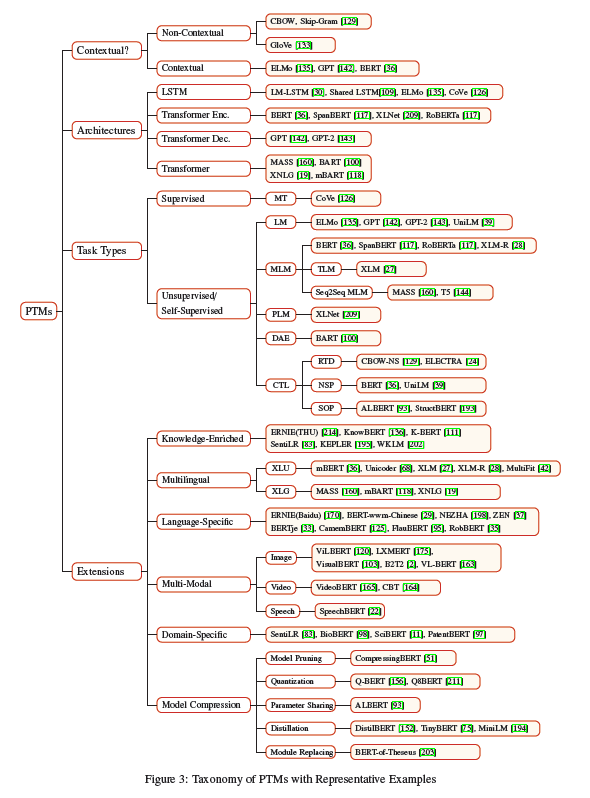 PTMs
Contextual?
Non-Contextual
CBOW, Skip-Gram [129]
GloVe [133]
Contextual
ELMo [135], GPT [142], BERT [36]
Architectures
LSTM
LM-LSTM [30], Shared LSTM[109], ELMo [135], CoVe [126]
Transformer Enc.
BERT [36], SpanBERT [117], XLNet [209], RoBERTa [117]
Transformer Dec.
GPT [142], GPT-2 [143]
Transformer
MASS [160], BART [100]
XNLG [19], mBART [118]
Task Types
Supervised
MT
CoVe [126]
Unsupervised/
Self-Supervised
LM
ELMo [135], GPT [142], GPT-2 [143], UniLM [39]
MLM
BERT [36], SpanBERT [117], RoBERTa [117], XLM-R [28]
TLM
XLM [27]
Seq2Seq MLM
MASS [160], T5 [144]
PLM
XLNet [209]
DAE
BART [100]
CTL
RTD
CBOW-NS [129], ELECTRA [24]
NSP
BERT [36], UniLM [39]
SOP
ALBERT [93], StructBERT [193]
Extensions
Knowledge-Enriched
ERNIE(THU) [214], KnowBERT [136], K-BERT [111]
SentiLR [83], KEPLER [195], WKLM [202]
Multilingual
XLU
mBERT [36], Unicoder [68], XLM [27], XLM-R [28], MultiFit [42]
XLG
MASS [160], mBART [118], XNLG [19]
Language-Specific
ERNIE(Baidu) [170], BERT-wwm-Chinese [29], NEZHA [198], ZEN [37]
BERTje [33], CamemBERT [125], FlauBERT [95], RobBERT [35]
Multi-Modal
Image
ViLBERT [120], LXMERT [175],
VisualBERT [103], B2T2 [2], VL-BERT [163]
Video
VideoBERT [165], CBT [164]
Speech
SpeechBERT [22]
Domain-Specific
SentiLR [83], BioBERT [98], SciBERT [11], PatentBERT [97]
Model Compression
Model Pruning
CompressingBERT [51]
Quantization
Q-BERT [156], Q8BERT [211]
Parameter Sharing
ALBERT [93]
Distillation
DistilBERT [152], TinyBERT [75], MiniLM [194]
Module Replacing
BERT-of-Theseus [203]
Figure 3: Taxonomy of PTMs with Representative Examples